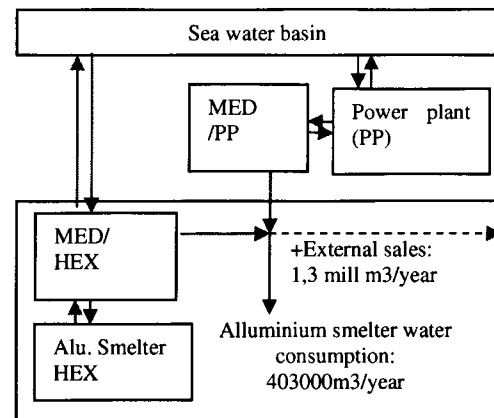 Sea water basin
MED
/PP
Power plant
(PP)
MED/
HEX
+External sales:
1,3 mill m3/year
Alu. Smelter
HEX
Alluminium smelter water
consumption:
403000m3/year